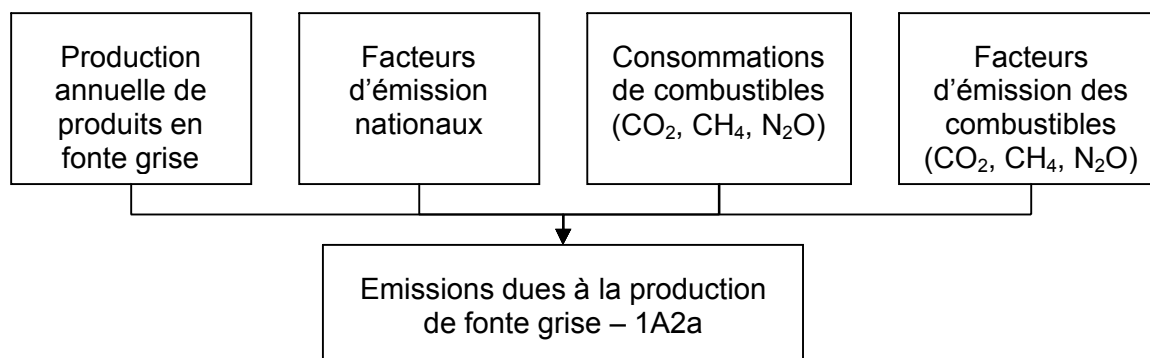 Production
annuelle de
produits en
fonte grise
Facteurs
d’émission
nationaux
Consommations
de combustibles
(CO₂, CH₄, N₂O)
Facteurs
d’émission des
combustibles
(CO₂, CH₄, N₂O)
Emissions dues à la production
de fonte grise – 1A2a